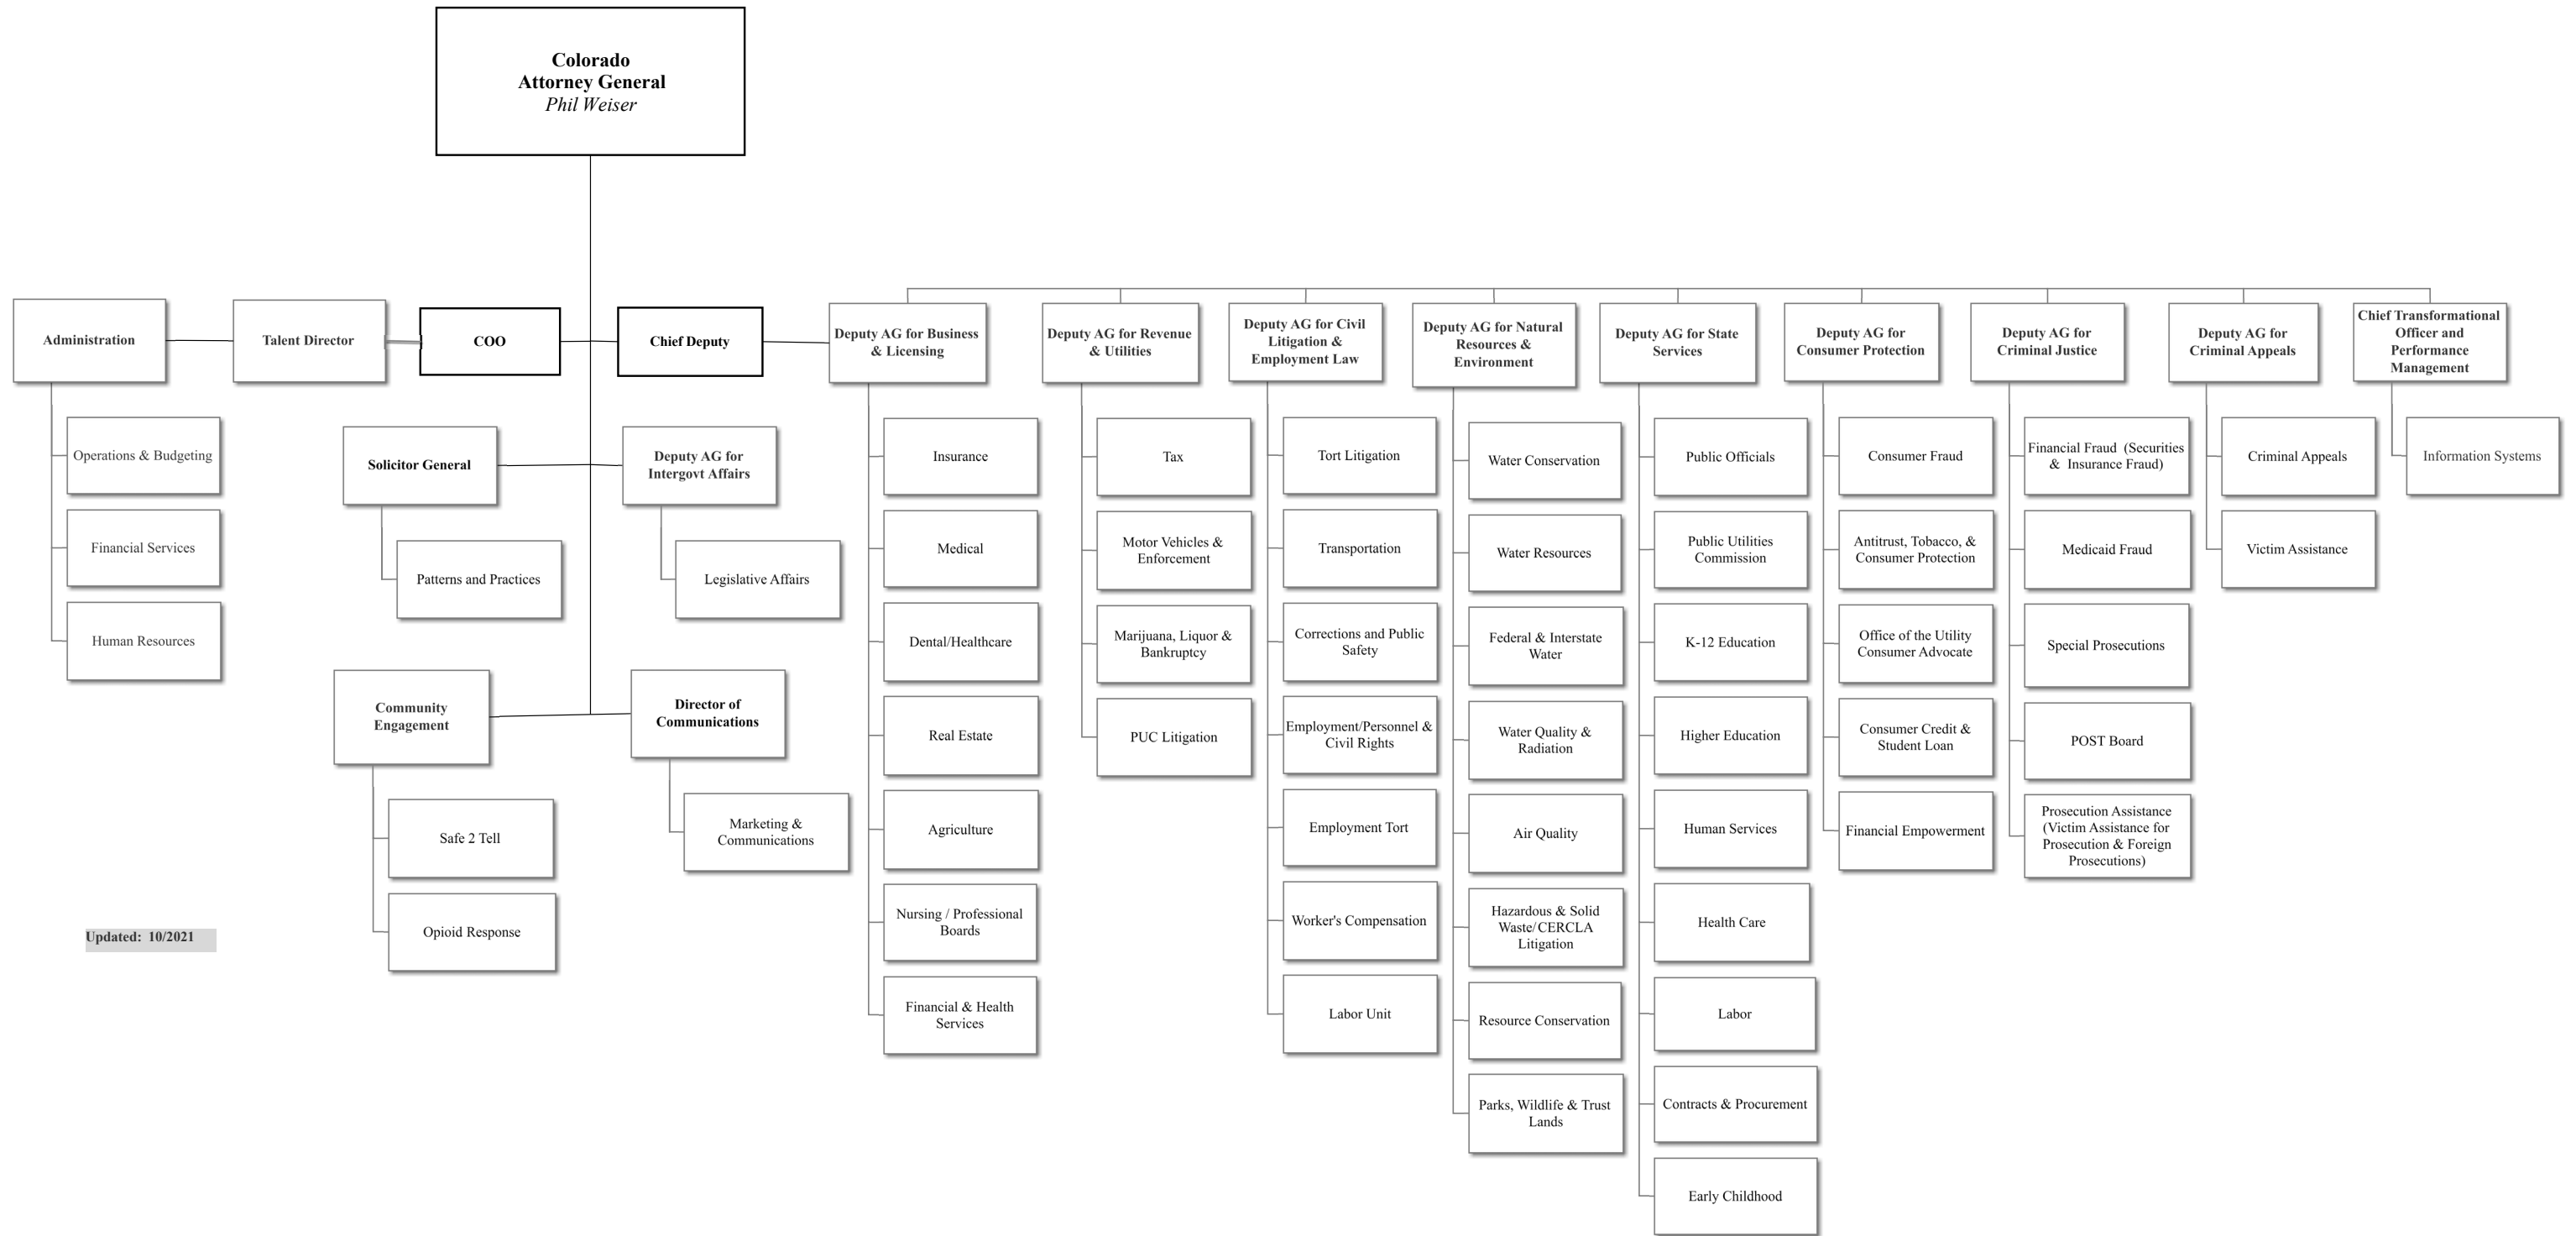 Colorado
Attorney General
Phil Weiser
Administration
Talent Director
COO
Chief Deputy
Deputy AG for Business
& Licensing
Deputy AG for Revenue
& Utilities
Deputy AG for Civil
Litigation &
Employment Law
Deputy AG for Natural
Resources &
Environment
Deputy AG for State
Services
Deputy AG for
Consumer Protection
Deputy AG for
Criminal Justice
Deputy AG for
Criminal Appeals
Chief Transformational
Officer and
Performance
Management
Operations & Budgeting
Financial Services
Human Resources
Solicitor General
Patterns and Practices
Deputy AG for
Intergovt Affairs
Legislative Affairs
Community
Engagement
Safe 2 Tell
Opioid Response
Director of
Communications
Marketing &
Communications
Insurance
Medical
Dental/Healthcare
Real Estate
Agriculture
Nursing / Professional
Boards
Financial & Health
Services
Tax
Motor Vehicles &
Enforcement
Marijuana, Liquor &
Bankruptcy
PUC Litigation
Tort Litigation
Transportation
Corrections and Public
Safety
Employment/Personnel &
Civil Rights
Employment Tort
Worker's Compensation
Labor Unit
Water Conservation
Water Resources
Federal & Interstate
Water
Water Quality &
Radiation
Air Quality
Hazardous & Solid
Waste/CERCLA
Litigation
Resource Conservation
Parks, Wildlife & Trust
Lands
Public Officials
Public Utilities
Commission
K-12 Education
Higher Education
Human Services
Health Care
Labor
Contracts & Procurement
Early Childhood
Consumer Fraud
Antitrust, Tobacco, &
Consumer Protection
Office of the Utility
Consumer Advocate
Consumer Credit &
Student Loan
Financial Empowerment
Financial Fraud (Securities
& Insurance Fraud)
Medicaid Fraud
Special Prosecutions
POST Board
Prosecution Assistance
(Victim Assistance for
Prosecution & Foreign
Prosecutions)
Criminal Appeals
Victim Assistance
Information Systems
Updated: 10/2021